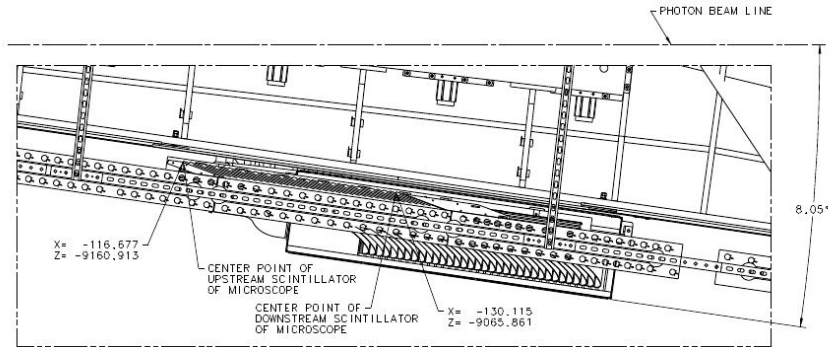 PHOTON BEAM LINE
8.05°
X= -116.677
Z= -9160.913
CENTER POINT OF
UPSTREAM SCINTILLATOR
OF MICROSCOPE
CENTER POINT OF
DOWNSTREAM SCINTILLATOR
OF MICROSCOPE
X= -130.115
Z= -9065.861